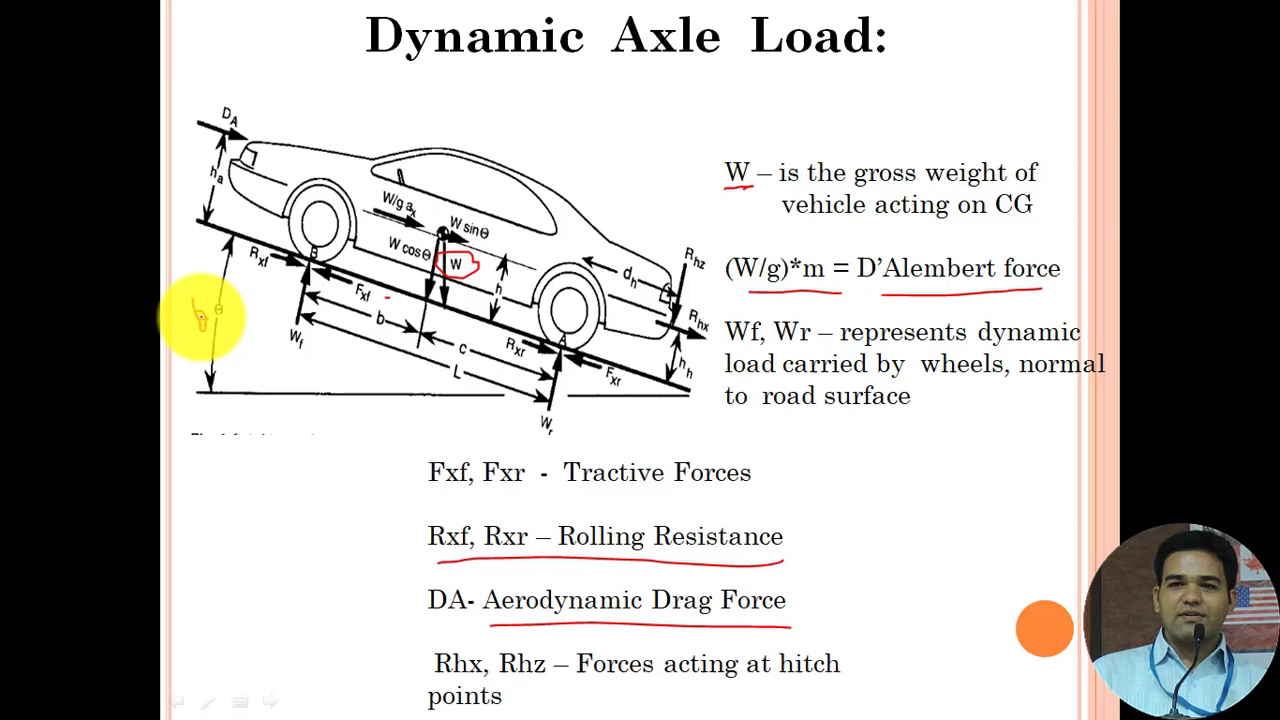 Dynamic Axle Load:
DA
ha
W/g ax
W sinθ
W cosθ
W
Rhz
dh
h
Rxf
B
Fxf
θ
b
Rhx
A
Rxr
c
hh
Wf
L
Fxr
W
W – is the gross weight of
vehicle acting on CG
(W/g)*m = D’Alembert force
Wf, Wr – represents dynamic
load carried by wheels, normal
to road surface
Fxf, Fxr - Tractive Forces
Rxf, Rxr – Rolling Resistance
DA- Aerodynamic Drag Force
Rhx, Rhz – Forces acting at hitch
points